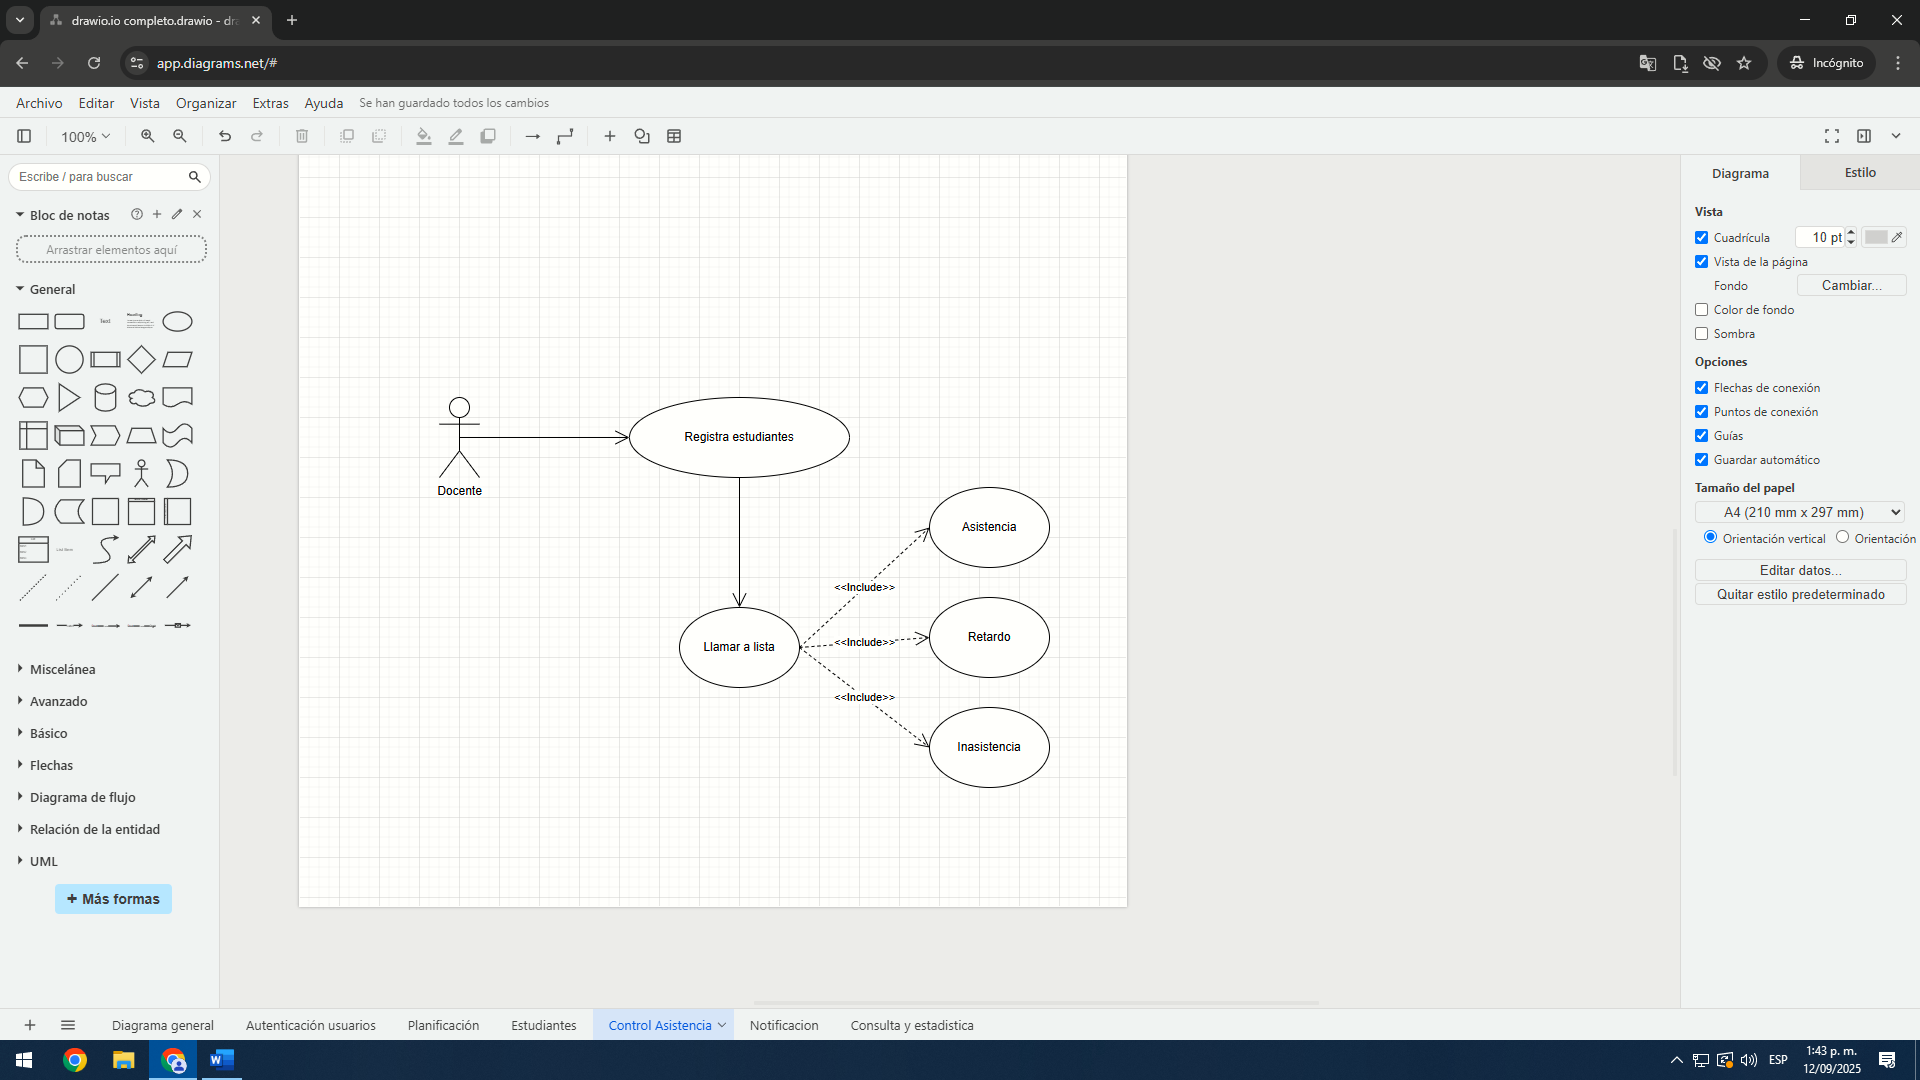 drawio.io completo.drawio - dra
app.diagrams.net/#
Incógnito
Archivo Editar Vista Organizar Extras Ayuda Se han guardado todos los cambios
100%
Escribe / para buscar
Bloc de notas
Arrastrar elementos aquí
General
Text
Heading
List Item
Miscelánea
Avanzado
Básico
Flechas
Diagrama de flujo
Relación de la entidad
UML
+ Más formas
Docente
Registra estudiantes
Llamar a lista
<<Include>>
<<Include>>
<<Include>>
Asistencia
Retardo
Inasistencia
Diagrama Estilo
Vista
Cuadrícula 10 pt
Vista de la página
Fondo Cambiar...
Color de fondo
Sombra
Opciones
Flechas de conexión
Puntos de conexión
Guías
Guardar automático
Tamaño del papel
A4 (210 mm x 297 mm)
Orientación vertical Orientación
Editar datos...
Quitar estilo predeterminado
Diagrama general Autenticación usuarios Planificación Estudiantes Control Asistencia Notificacion Consulta y estadistica
ESP
1:43 p. m.
12/09/2025